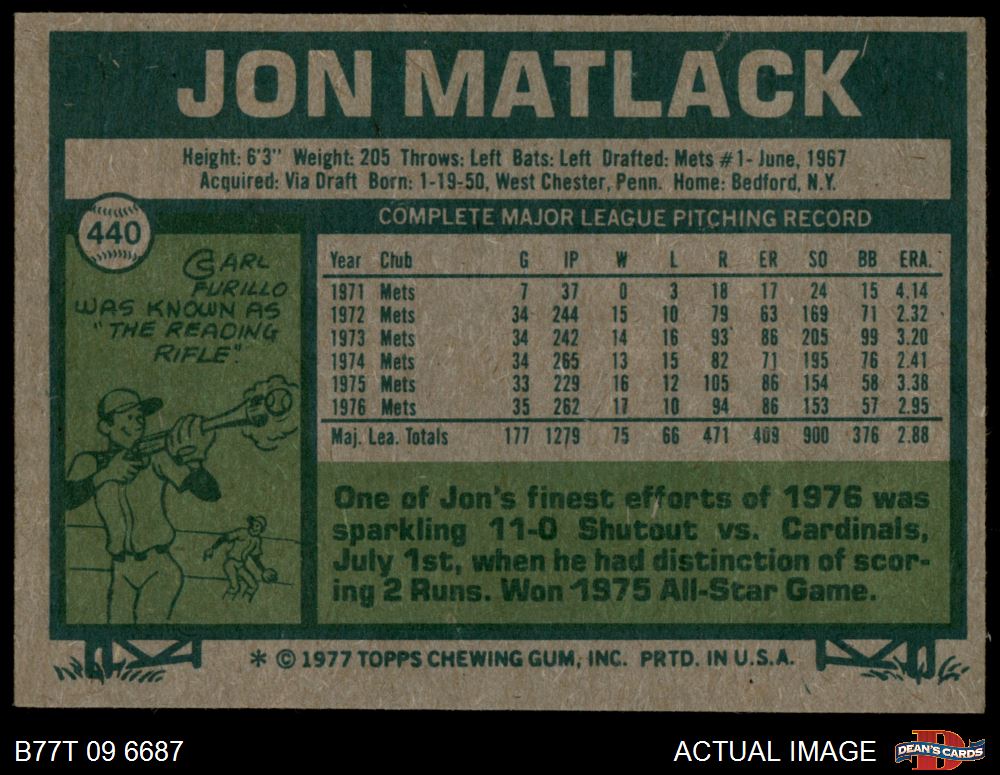 JON MATLACK
Height: 6'3" Weight: 205 Throws: Left Bats: Left Drafted: Mets #1-June, 1967
Acquired: Via Draft Born: 1-19-50, West Chester, Penn. Home: Bedford, N.Y.
440
CARL
FURILLO
WAS KNOWN AS
"THE READING
RIFLE".
COMPLETE MAJOR LEAGUE PITCHING RECORD
Year Club G IP W L R ER SO BB ERA.
1971 Mets 7 37 0 3 18 17 24 15 4.14
1972 Mets 34 244 15 10 79 63 169 71 2.32
1973 Mets 34 242 14 16 93 86 205 99 3.20
1974 Mets 34 265 13 15 82 71 195 76 2.41
1975 Mets 33 229 16 12 105 86 154 58 3.38
1976 Mets 35 262 17 10 94 86 153 57 2.95
Maj. Lea. Totals 177 1279 75 66 471 409 900 376 2.88
One of Jon's finest efforts of 1976 was
sparkling 11-0 Shutout vs. Cardinals,
July 1st, when he had distinction of scor-
ing 2 Runs. Won 1975 All-Star Game.
* © 1977 TOPPS CHEWING GUM, INC. PRTD. IN U.S.A.
B77T 09 6687
ACTUAL IMAGE
D
DEAN'S CARDS